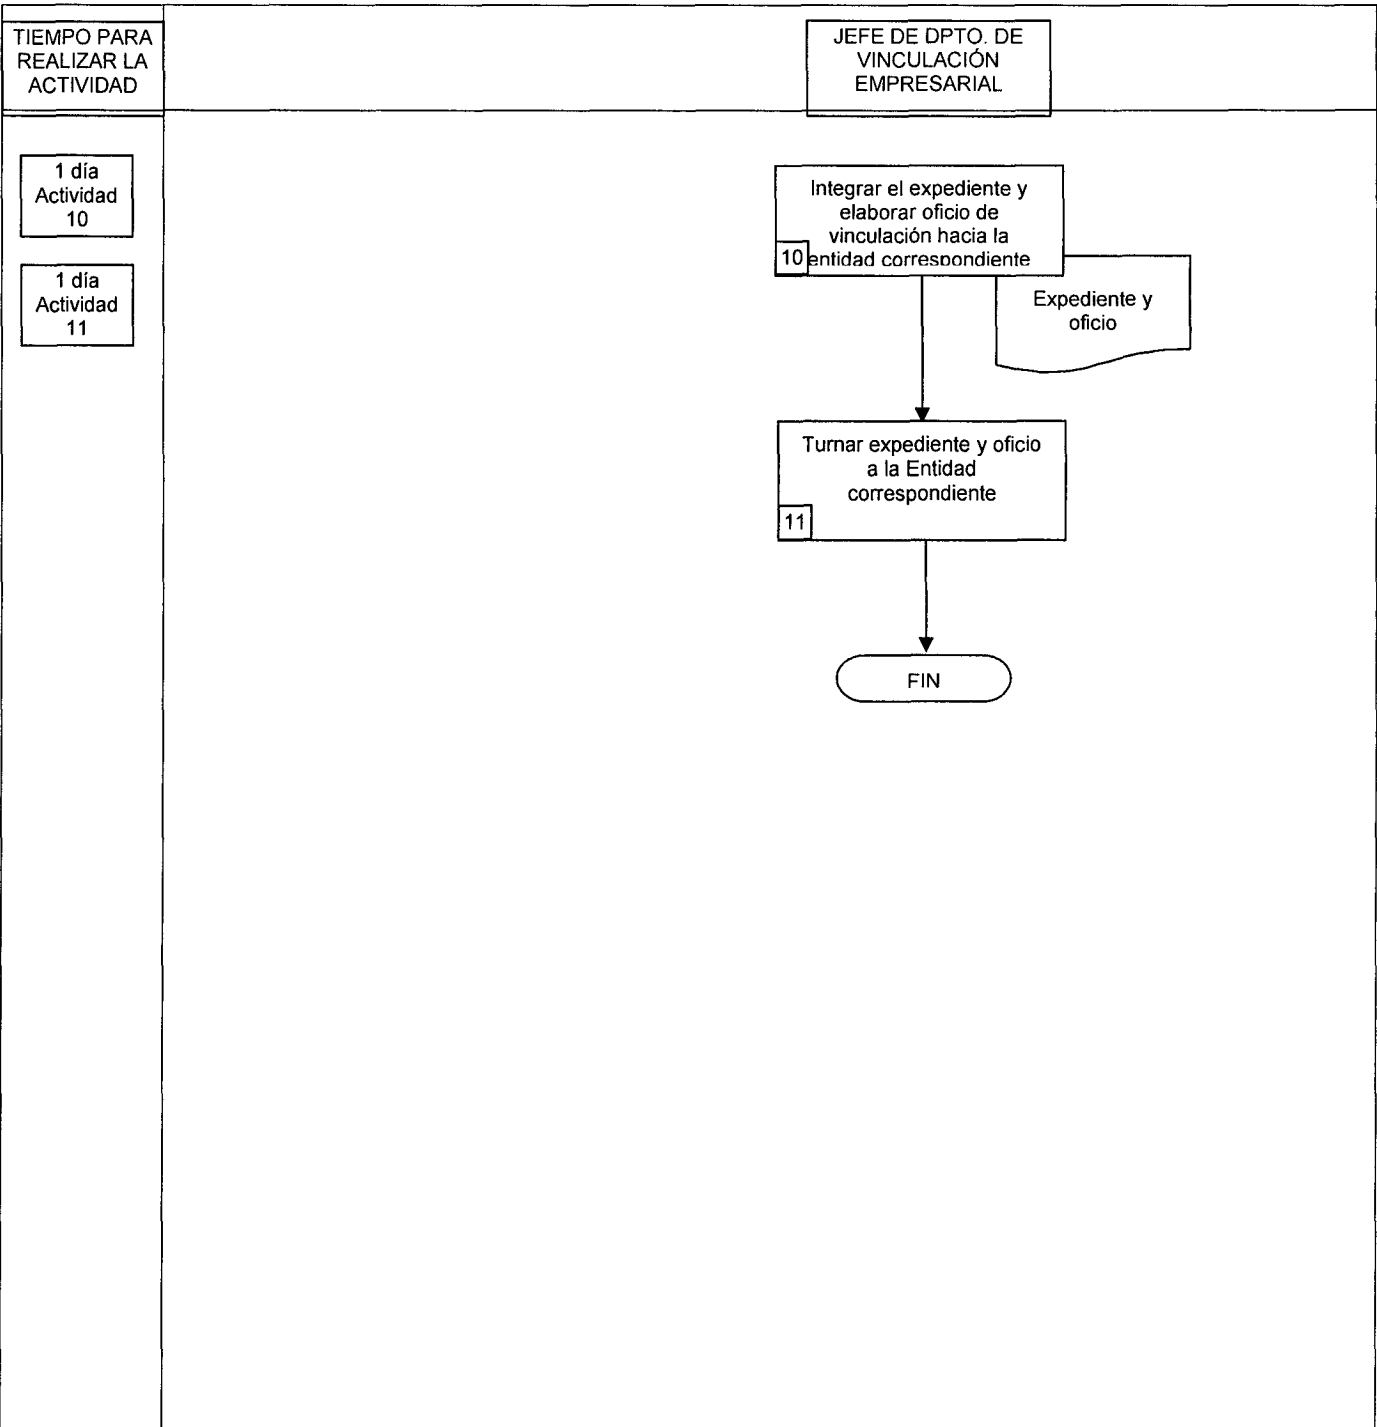 TIEMPO PARA
REALIZAR LA
ACTIVIDAD
JEFE DE DPTO. DE
VINCULACIÓN
EMPRESARIAL
1 día
Actividad
10
1 día
Actividad
11
Integrar el expediente y
elaborar oficio de
vinculación hacia la
10 entidad correspondiente
Expediente y
oficio
Turnar expediente y oficio
a la Entidad
correspondiente
11
FIN